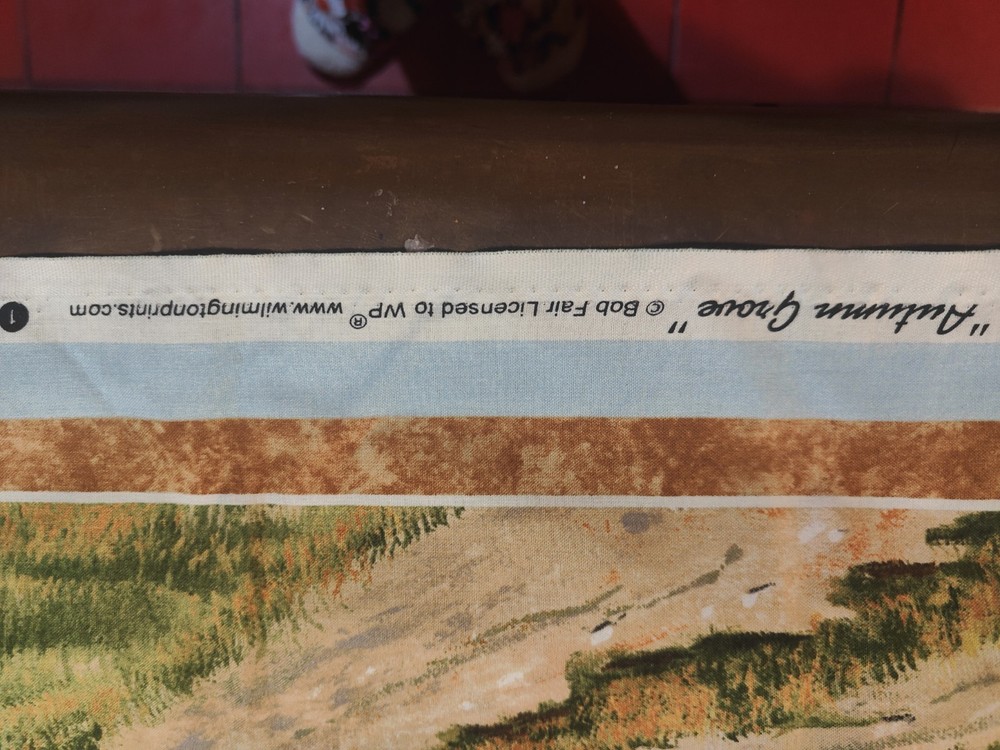 "Autumn Grove" © Bob Fair Licensed to WP® www.wilmingtonprints.com 1